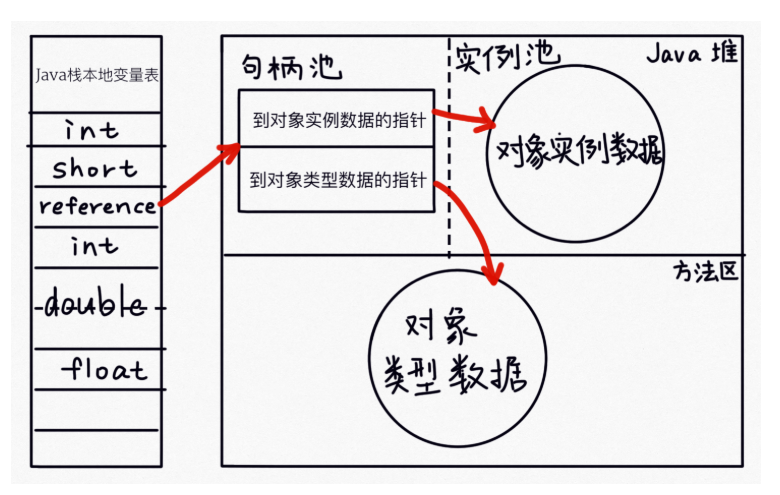 Java栈本地变量表
int
short
reference
int
double
float
句柄池
到对象实例数据的指针
到对象类型数据的指针
实例池
Java 堆
对象实例数据
方法区
对象
类型数据